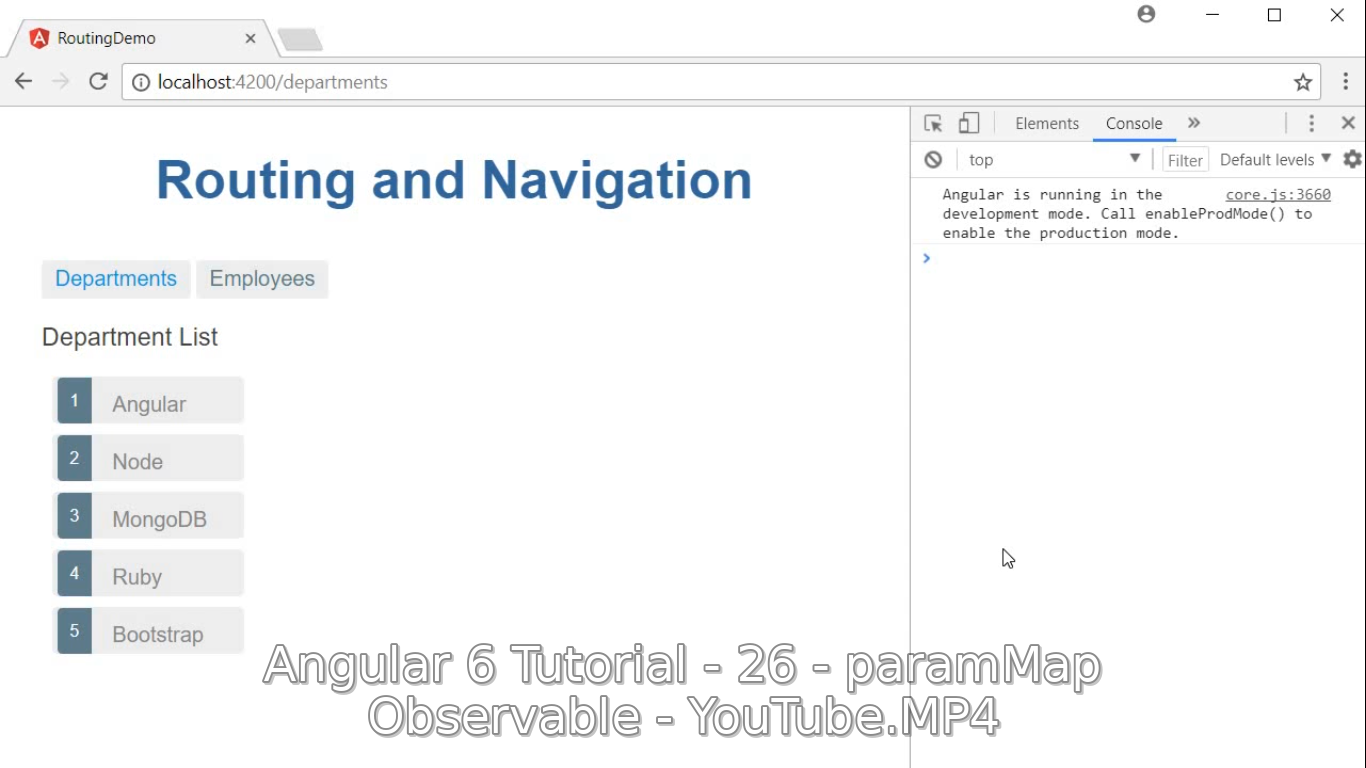 RoutingDemo
localhost:4200/departments
Elements Console
top Filter Default levels
Angular is running in the core.js:3660
development mode. Call enableProdMode() to
enable the production mode.
Routing and Navigation
Departments Employees
Department List
1 Angular
2 Node
3 MongoDB
4 Ruby
5 Bootstrap
Angular 6 Tutorial - 26 - paramMap
Observable - YouTube.MP4